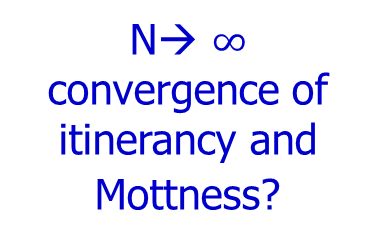 N→ ∞
convergence of
itinerancy and
Mottness?